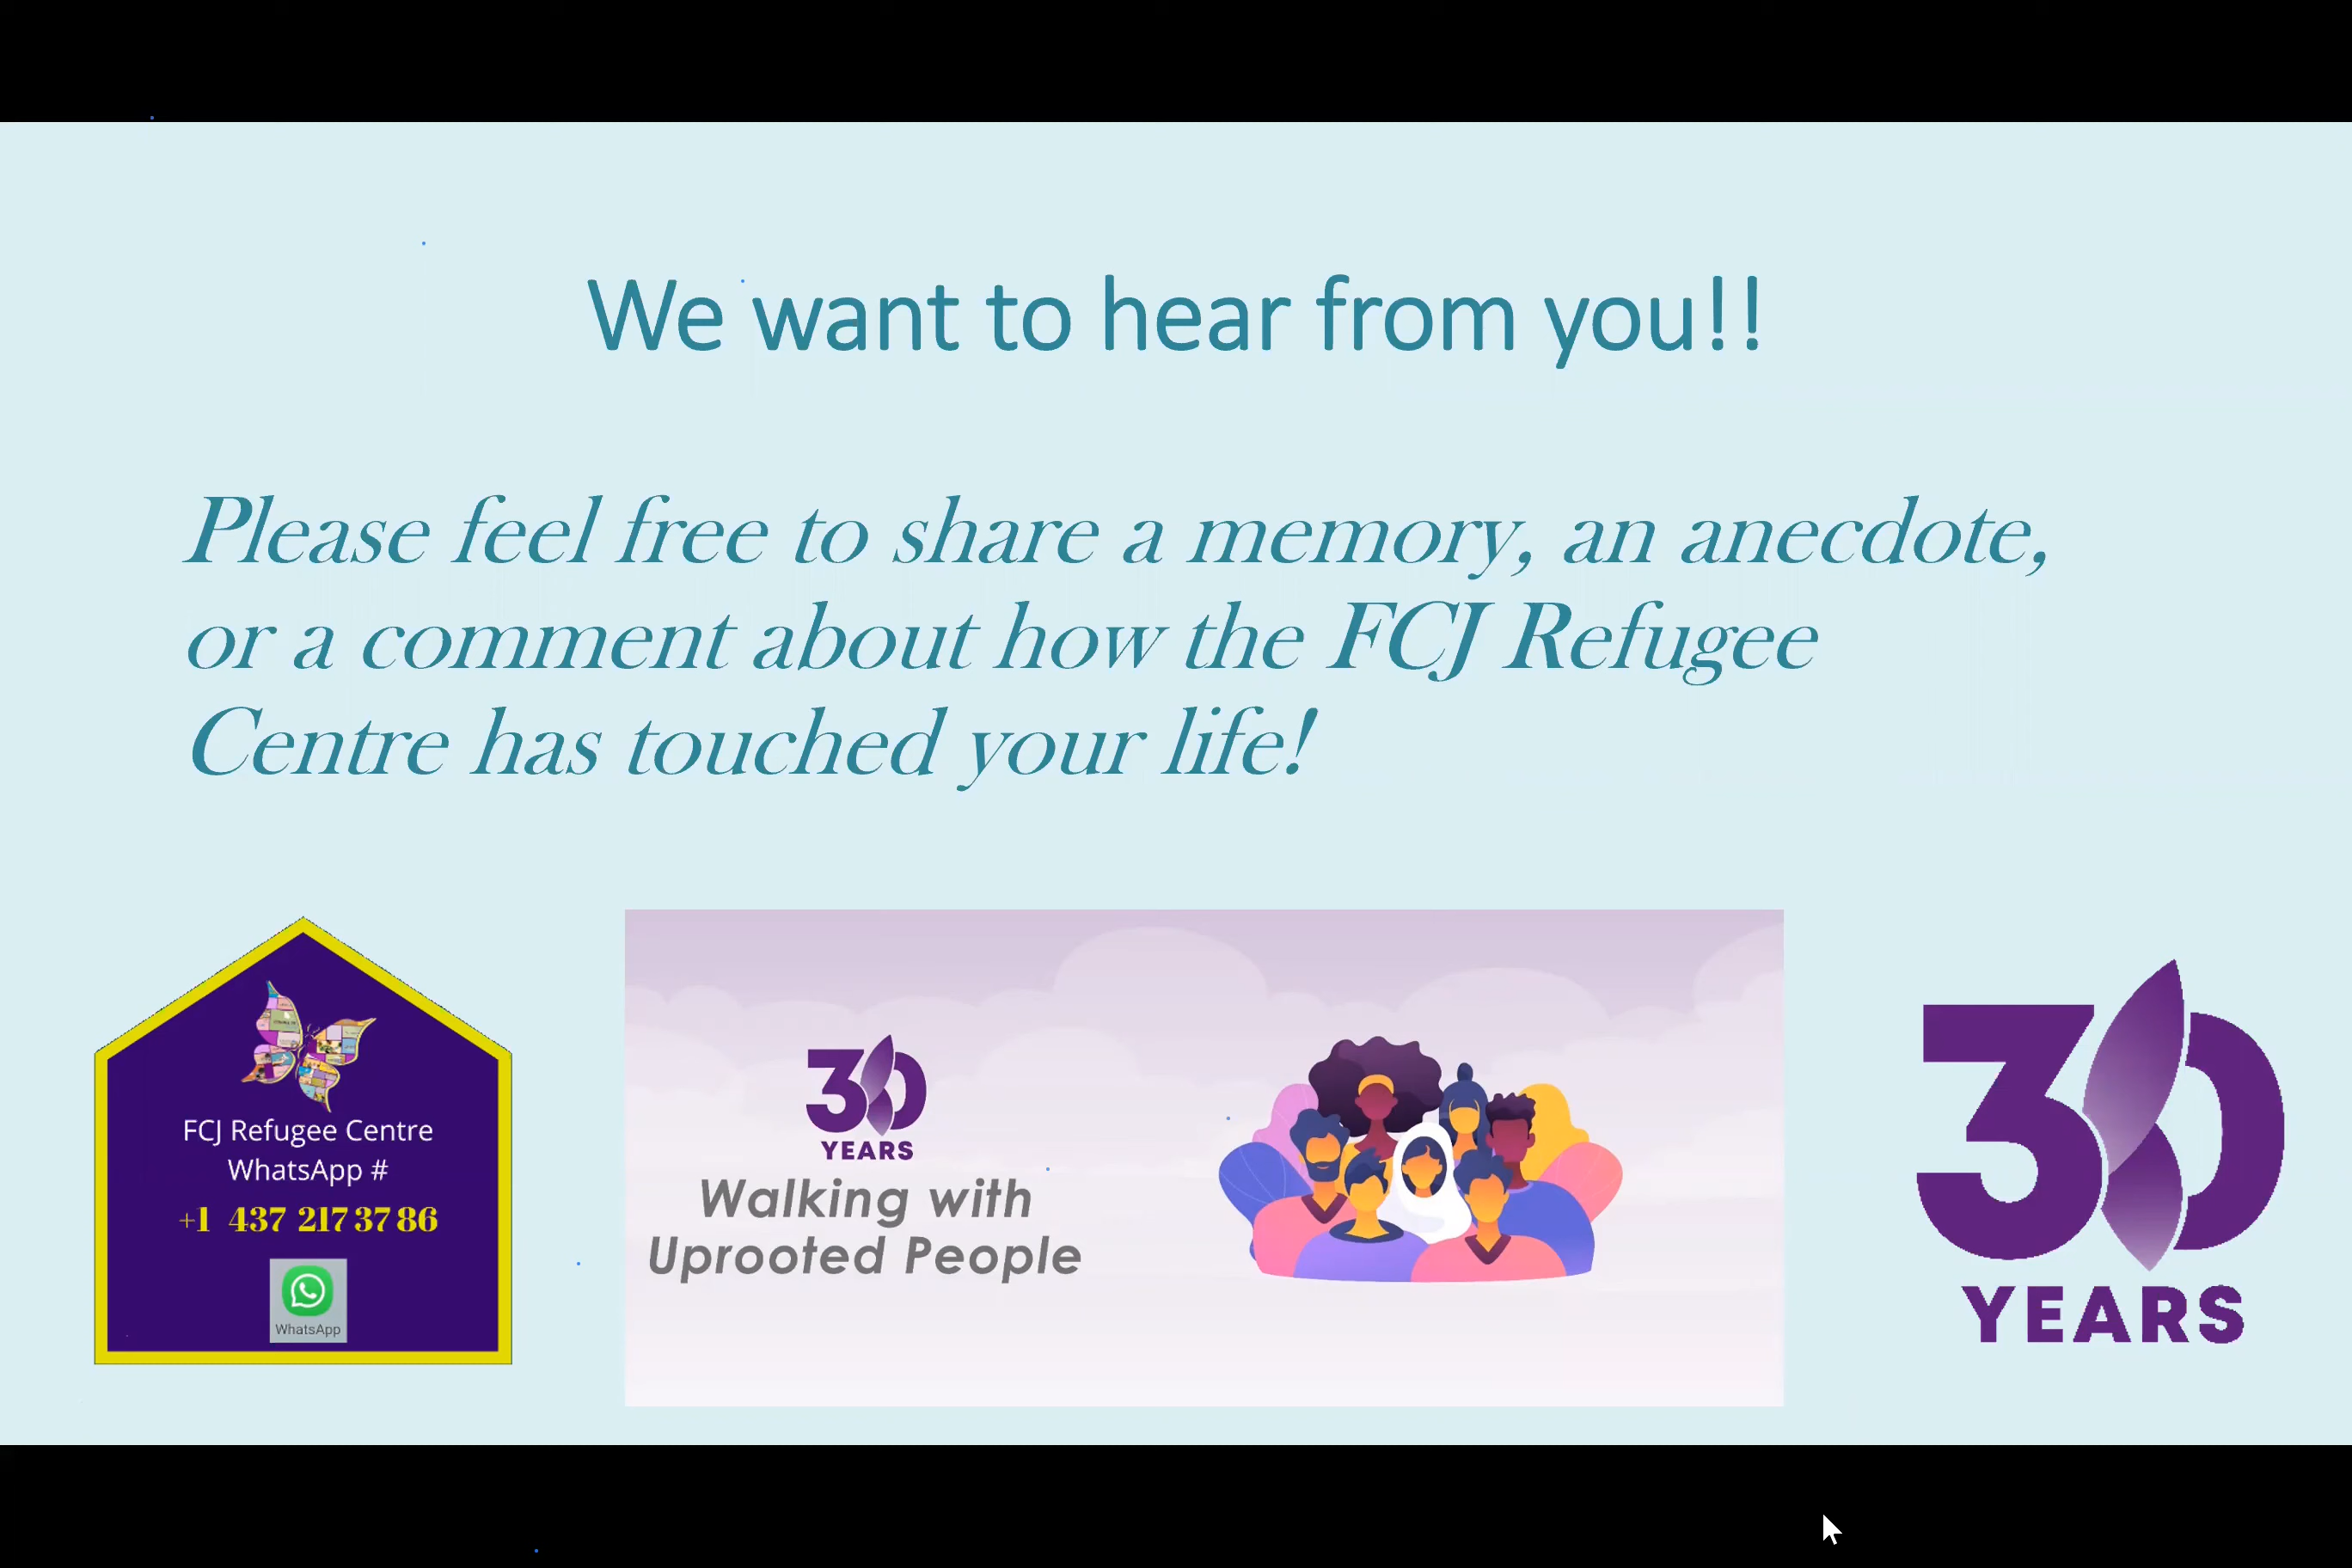 We want to hear from you!!
Please feel free to share a memory, an anecdote,
or a comment about how the FCJ Refugee
Centre has touched your life!
FCJ Refugee Centre
WhatsApp #
+1 437 217 37 86
WhatsApp
30
YEARS
Walking with
Uprooted People
30
YEARS